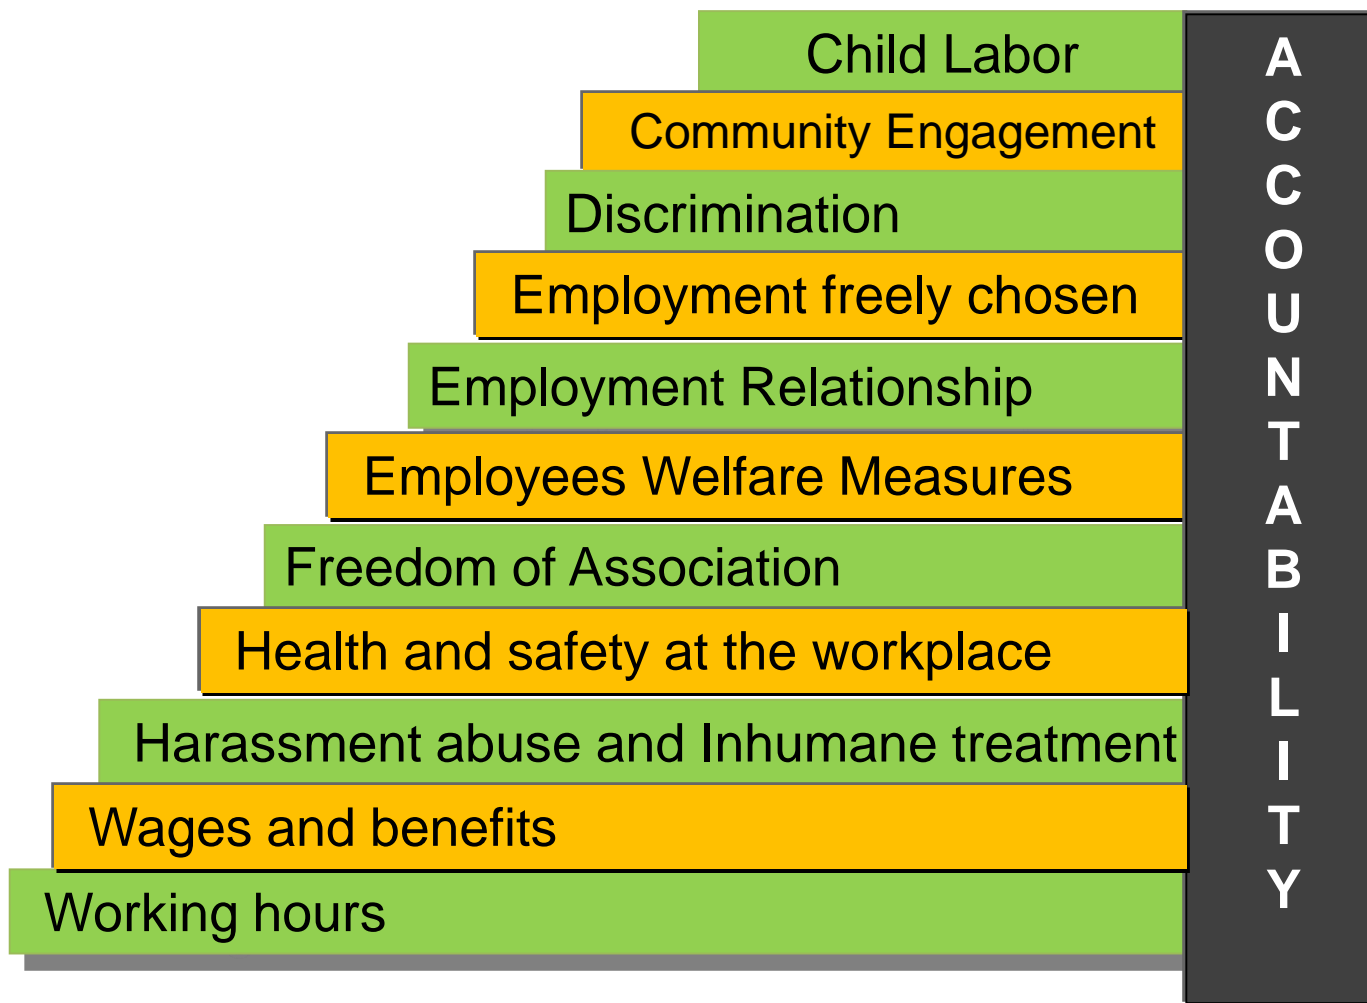 Child Labor
Community Engagement
Discrimination
Employment freely chosen
Employment Relationship
Employees Welfare Measures
Freedom of Association
Health and safety at the workplace
Harassment abuse and Inhumane treatment
Wages and benefits
Working hours
A
C
C
O
U
N
T
A
B
I
L
I
T
Y